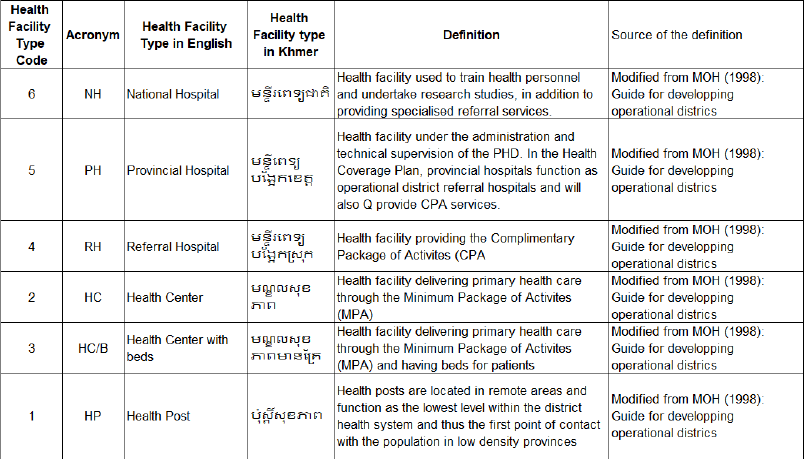 Health
Facility
Type
Code
Acronym
Health Facility
Type in English
Health
Facility type
in Khmer
Definition
Source of the definition
6
NH
National Hospital
មន្ទីរពេទ្យជាតិ
Health facility used to train health personnel
and undertake research studies, in addition to
providing specialised referral services.
Modified from MOH (1998):
Guide for developping
operational districs
5
PH
Provincial Hospital
មន្ទីពេទ្យ
បង្អែកខេត្ត
Health facility under the administration and
technical supervision of the PHD. In the Health
Coverage Plan, provincial hospitals function as
operational district referral hospitals and will
also Q provide CPA services.
Modified from MOH (1998):
Guide for developping
operational districs
4
RH
Referral Hospital
មន្ទីរពេទ្យ
បង្អែកស្រុក
Health facility providing the Complimentary
Package of Activites (CPA
Modified from MOH (1998):
Guide for developping
operational districs
2
HC
Health Center
មណ្ឌលសុខ
ភាព
Health facility delivering primary health care
through the Minimum Package of Activites
(MPA)
Modified from MOH (1998):
Guide for developping
operational districs
3
HC/B
Health Center with
beds
មណ្ឌលសុខ
ភាពមានគ្រែ
Health facility delivering primary health care
through the Minimum Package of Activites
(MPA) and having beds for patients
Modified from MOH (1998):
Guide for developping
operational districs
1
HP
Health Post
ប៉ុស្តិ៍សុខភាព
Health posts are located in remote areas and
function as the lowest level within the district
health system and thus the first point of contact
with the population in low density provinces
Modified from MOH (1998):
Guide for developping
operational districs